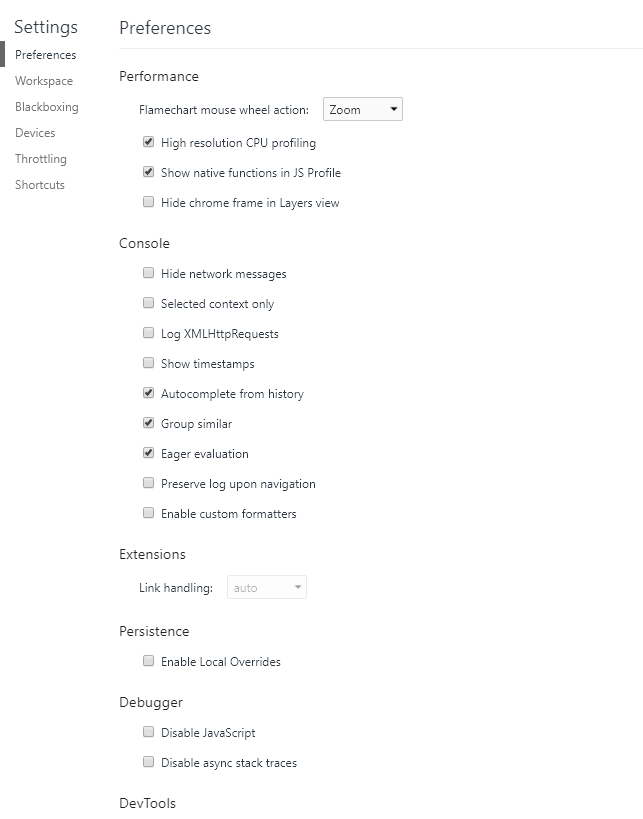 Settings
Preferences
Workspace
Blackboxing
Devices
Throttling
Shortcuts
Preferences
Performance
Flamechart mouse wheel action: Zoom
High resolution CPU profiling
Show native functions in JS Profile
Hide chrome frame in Layers view
Console
Hide network messages
Selected context only
Log XMLHttpRequests
Show timestamps
Autocomplete from history
Group similar
Eager evaluation
Preserve log upon navigation
Enable custom formatters
Extensions
Link handling: auto
Persistence
Enable Local Overrides
Debugger
Disable JavaScript
Disable async stack traces
DevTools